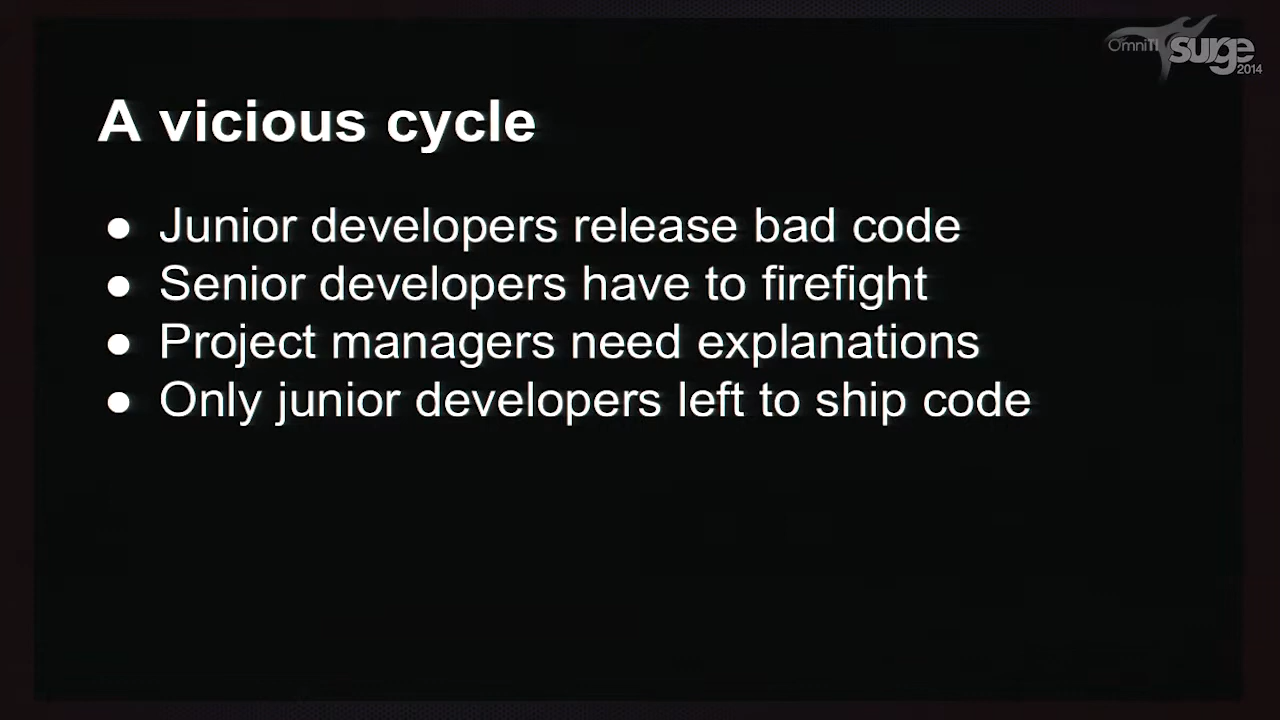 OmniTI surge 2014
A vicious cycle
● Junior developers release bad code
● Senior developers have to firefight
● Project managers need explanations
● Only junior developers left to ship code